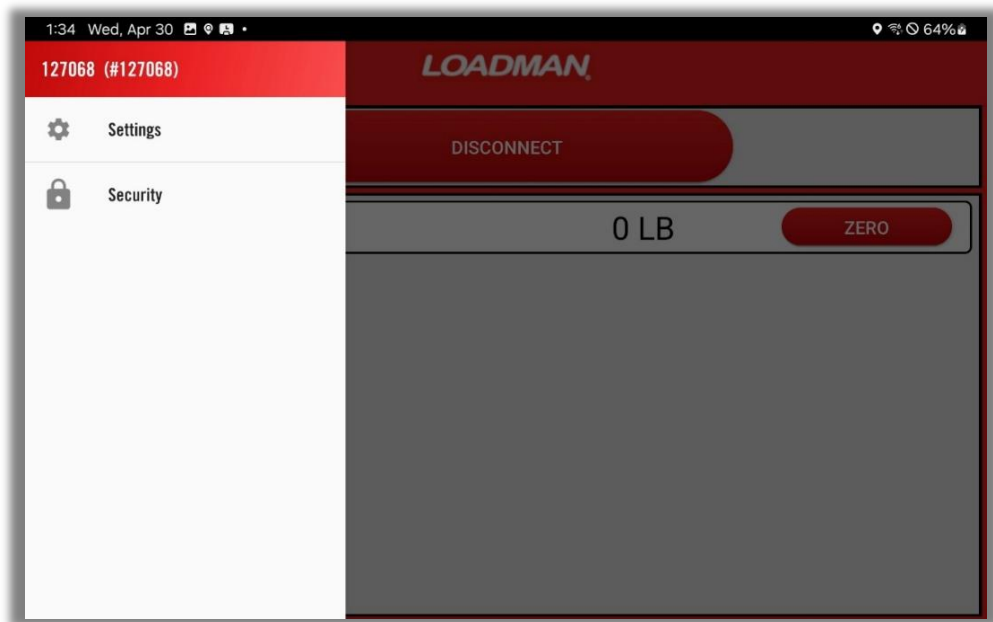 1:34 Wed, Apr 30
64%
127068 (#127068)
LOADMAN
Settings
DISCONNECT
Security
0 LB
ZERO